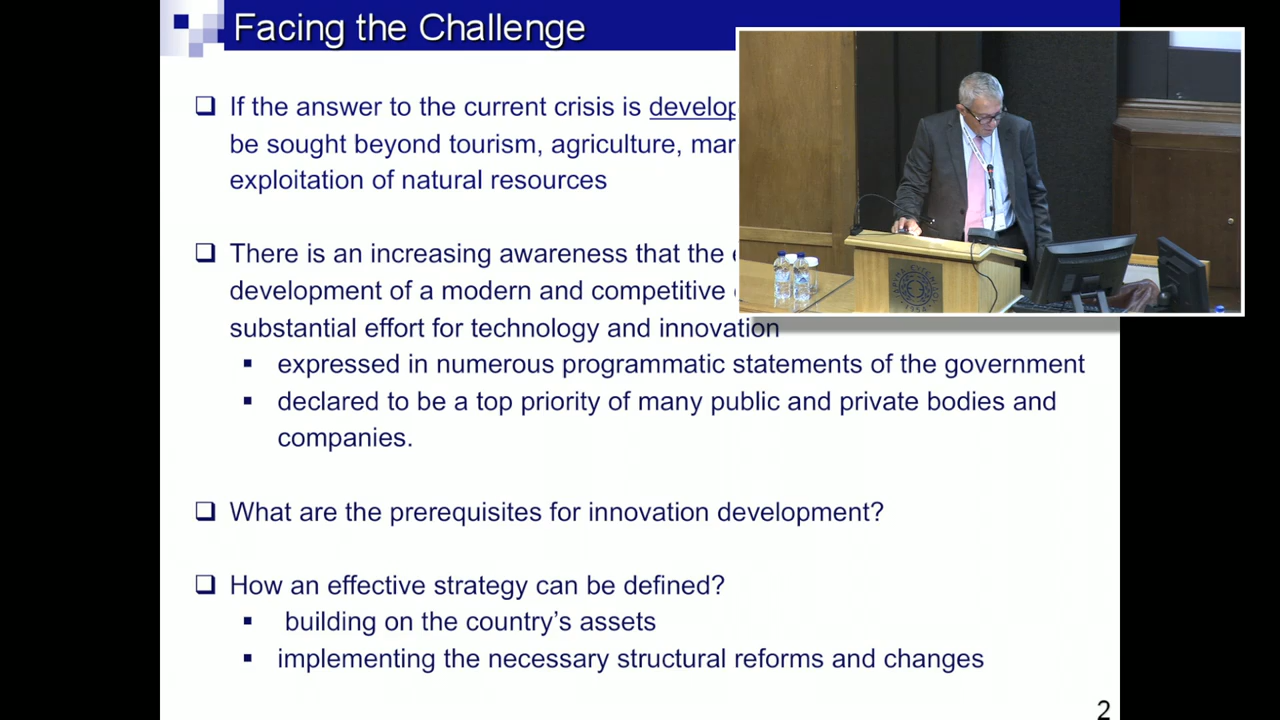 Facing the Challenge
If the answer to the current crisis is
be sought beyond tourism, agriculture,
exploitation of natural resources
There is an increasing awareness that the
development of a modern and competitive
substantial effort for technology and innovation
expressed in numerous programmatic statements of the government
declared to be a top priority of many public and private bodies and
companies.
What are the prerequisites for innovation development?
How an effective strategy can be defined?
building on the country’s assets
implementing the necessary structural reforms and changes
2